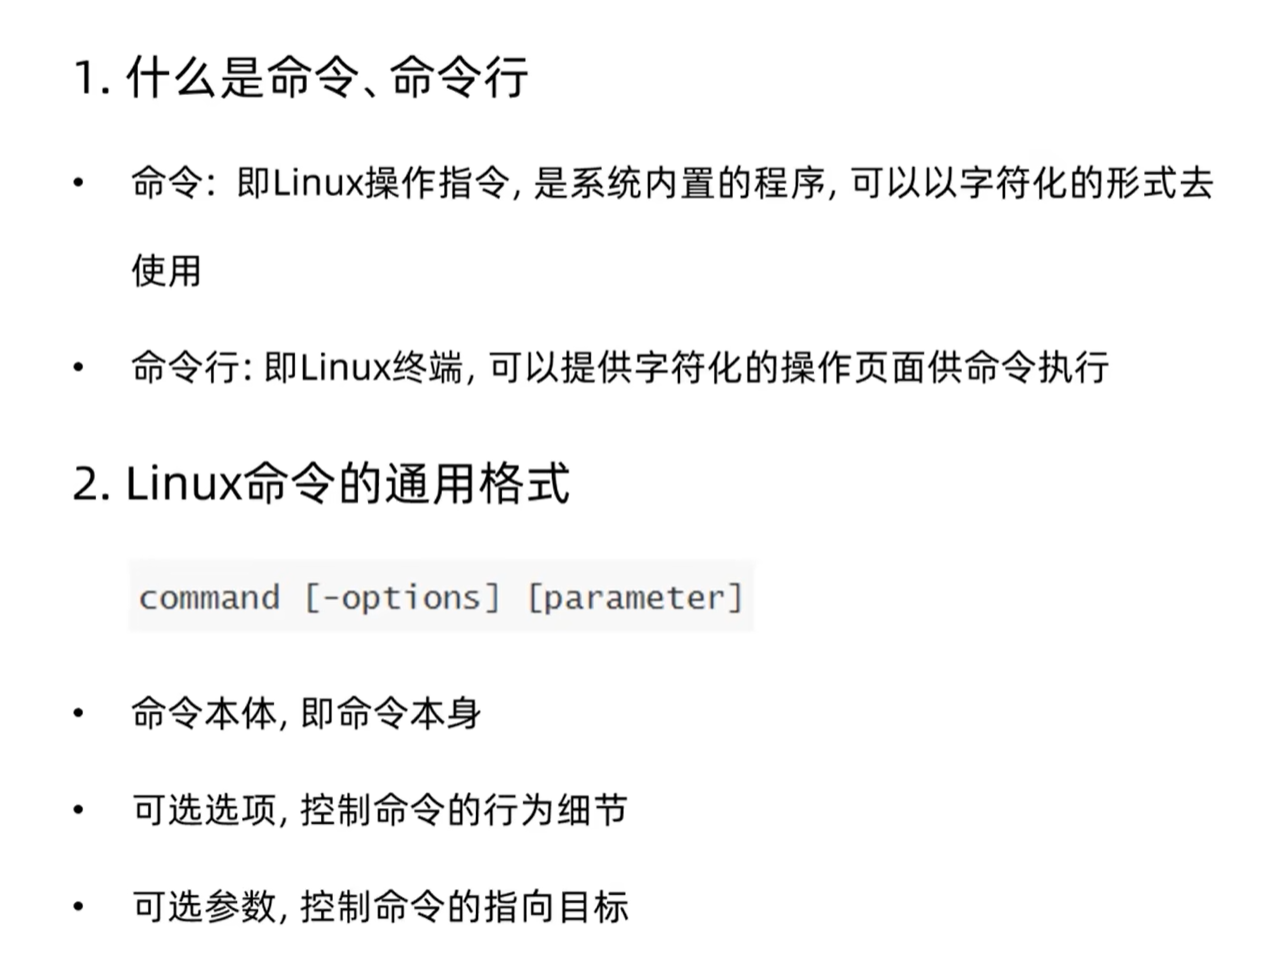 1. 什么是命令、命令行
• 命令：即Linux操作指令，是系统内置的程序，可以以字符化的形式去
使用
• 命令行：即Linux终端，可以提供字符化的操作页面供命令执行
2. Linux命令的通用格式
command [-options] [parameter]
• 命令本体，即命令本身
• 可选选项，控制命令的行为细节
• 可选参数，控制命令的指向目标